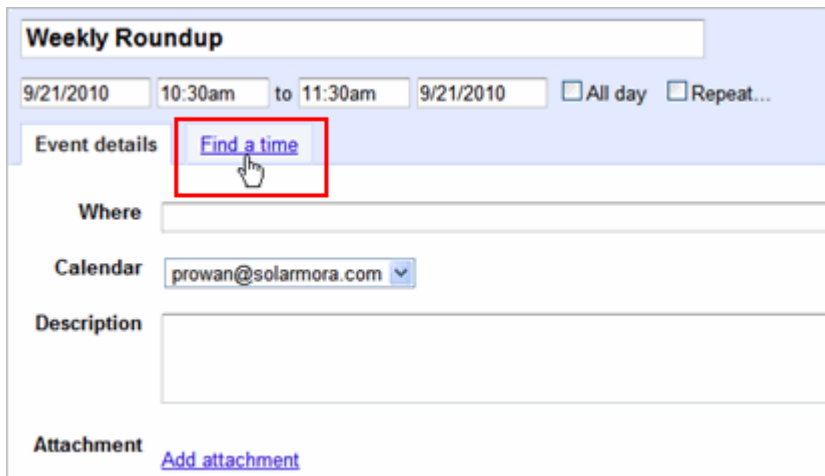 Weekly Roundup
9/21/2010 10:30am to 11:30am 9/21/2010 All day Repeat...
Event details Find a time
Where
Calendar prowan@solarmora.com
Description
Attachment Add attachment